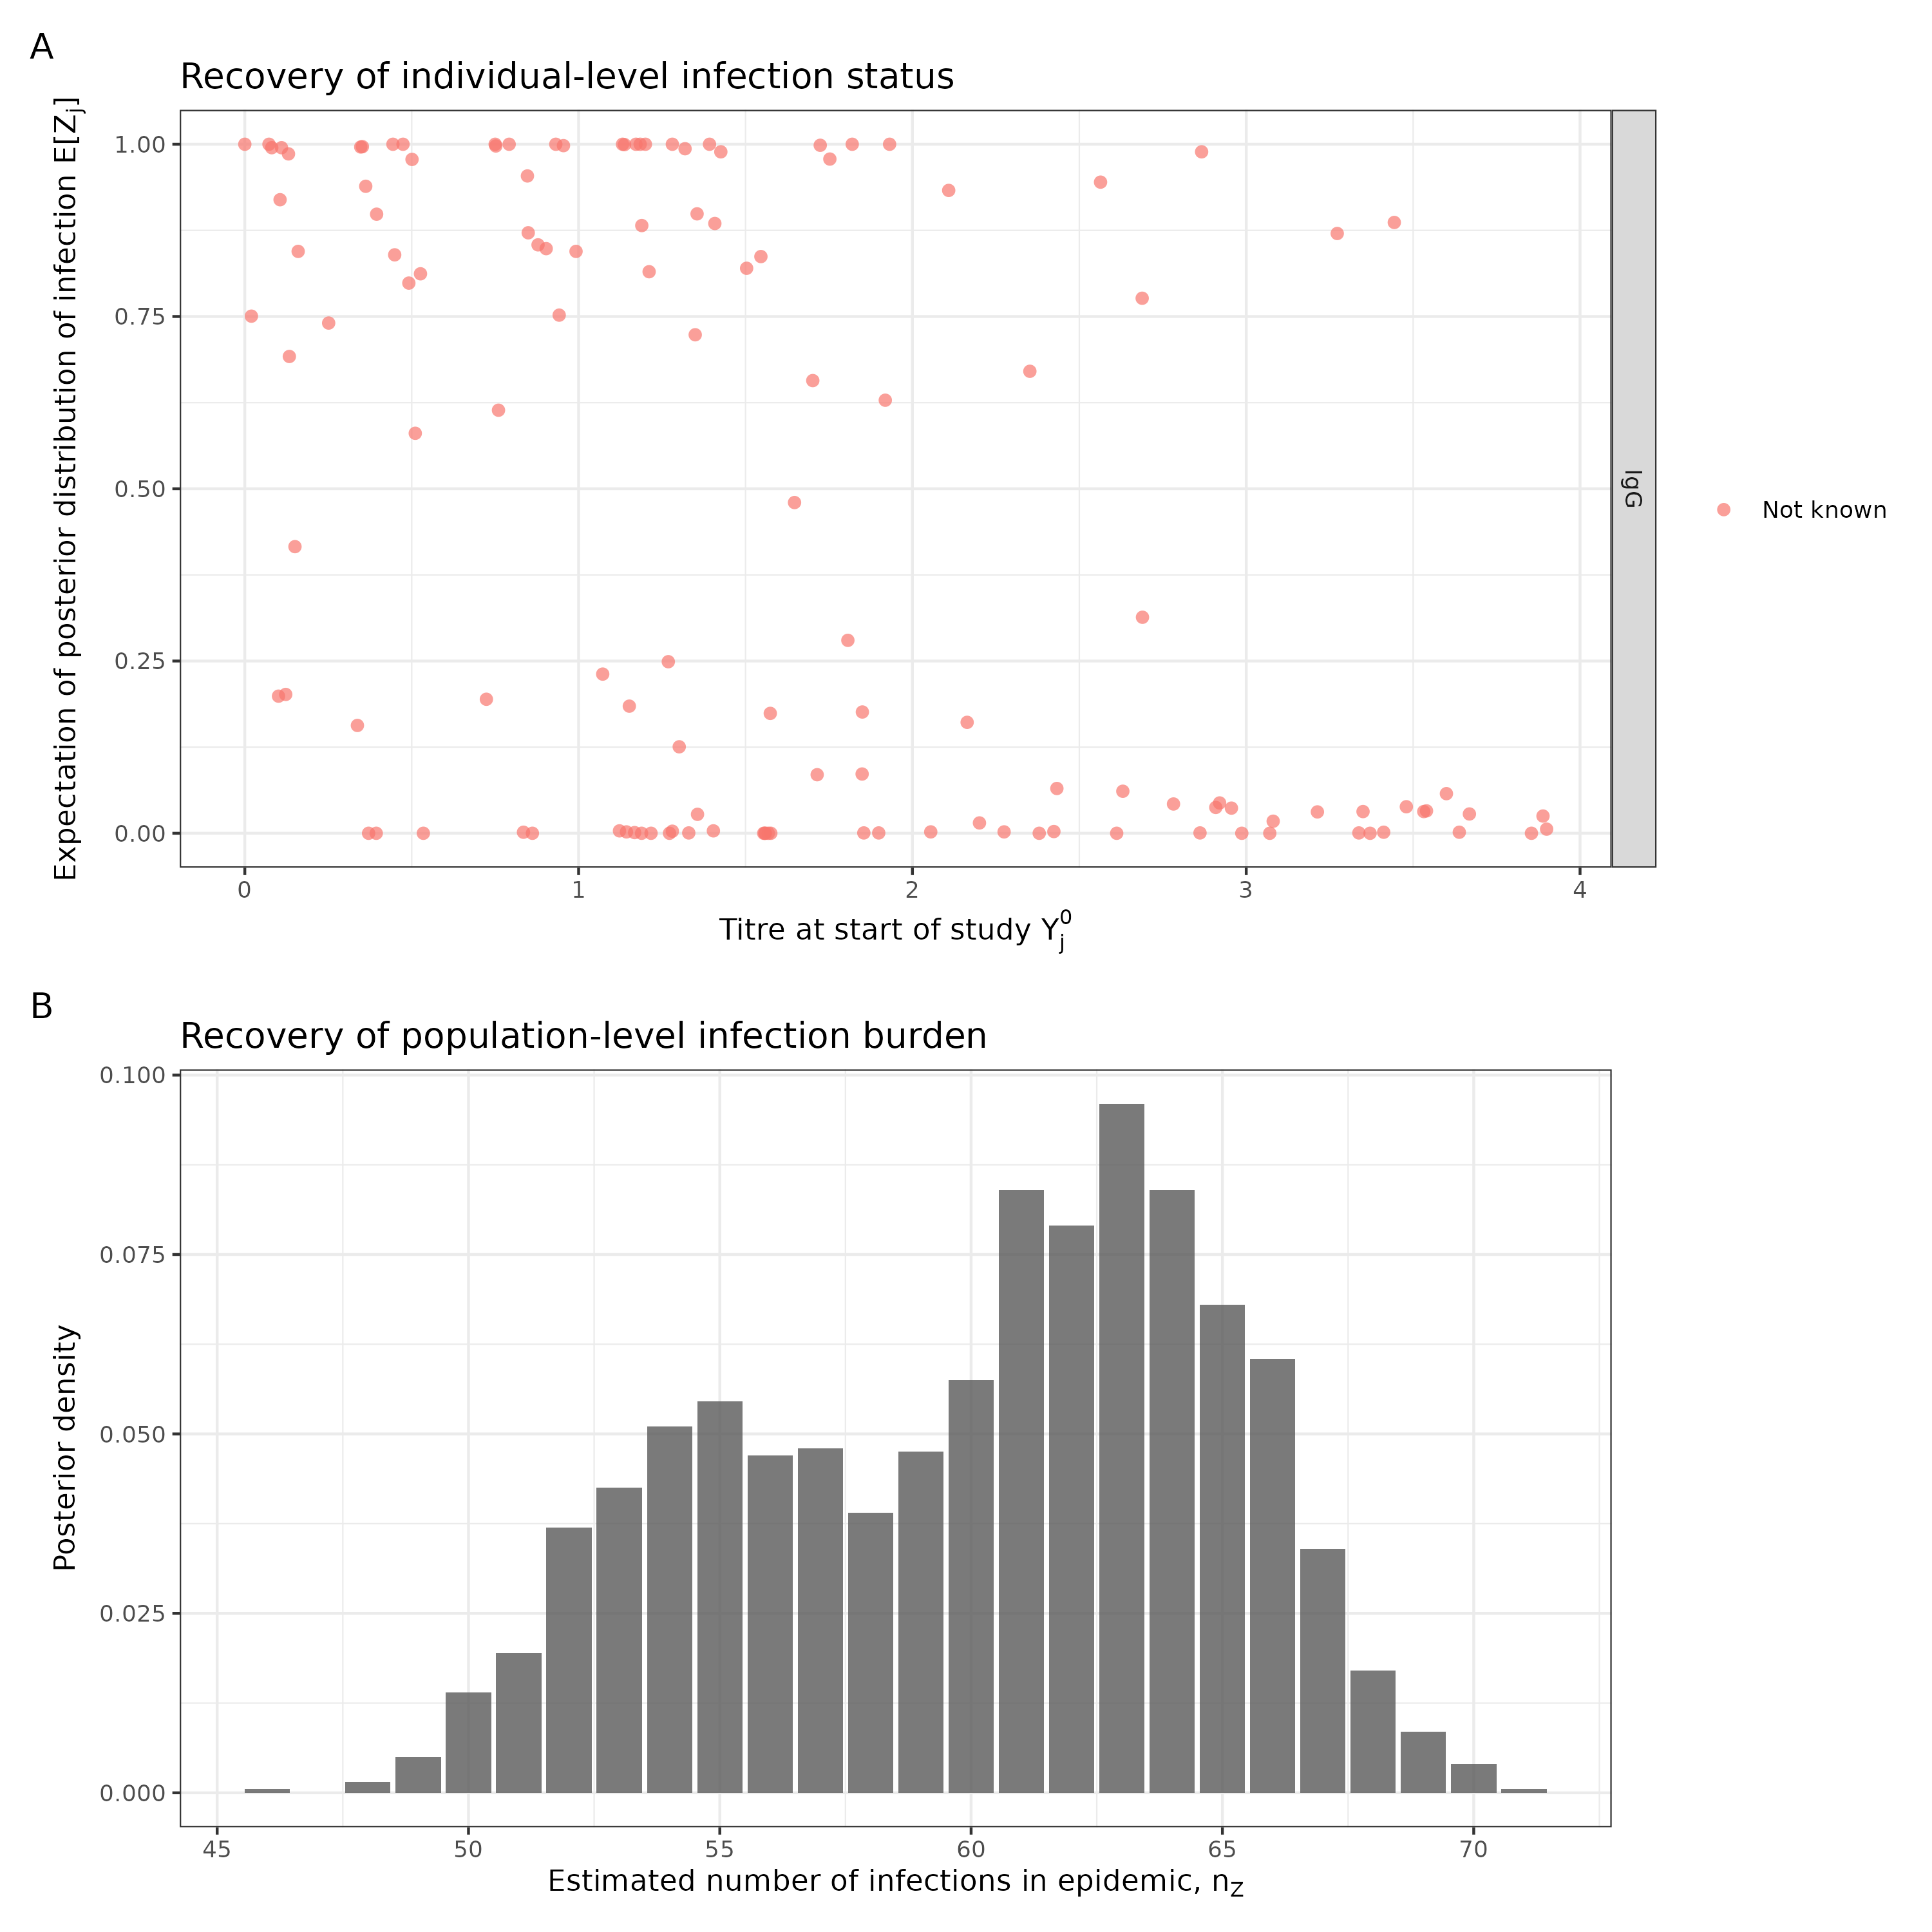 A
Recovery of individual-level infection status
Expectation of posterior distribution of infection E[Zj]
1.00
0.75
0.50
0.25
0.00
IgG
Not known
0 1 2 3 4
Titre at start of study Yj0
B
Recovery of population-level infection burden
Posterior density
0.100
0.075
0.050
0.025
0.000
45 50 55 60 65 70
Estimated number of infections in epidemic, nZ